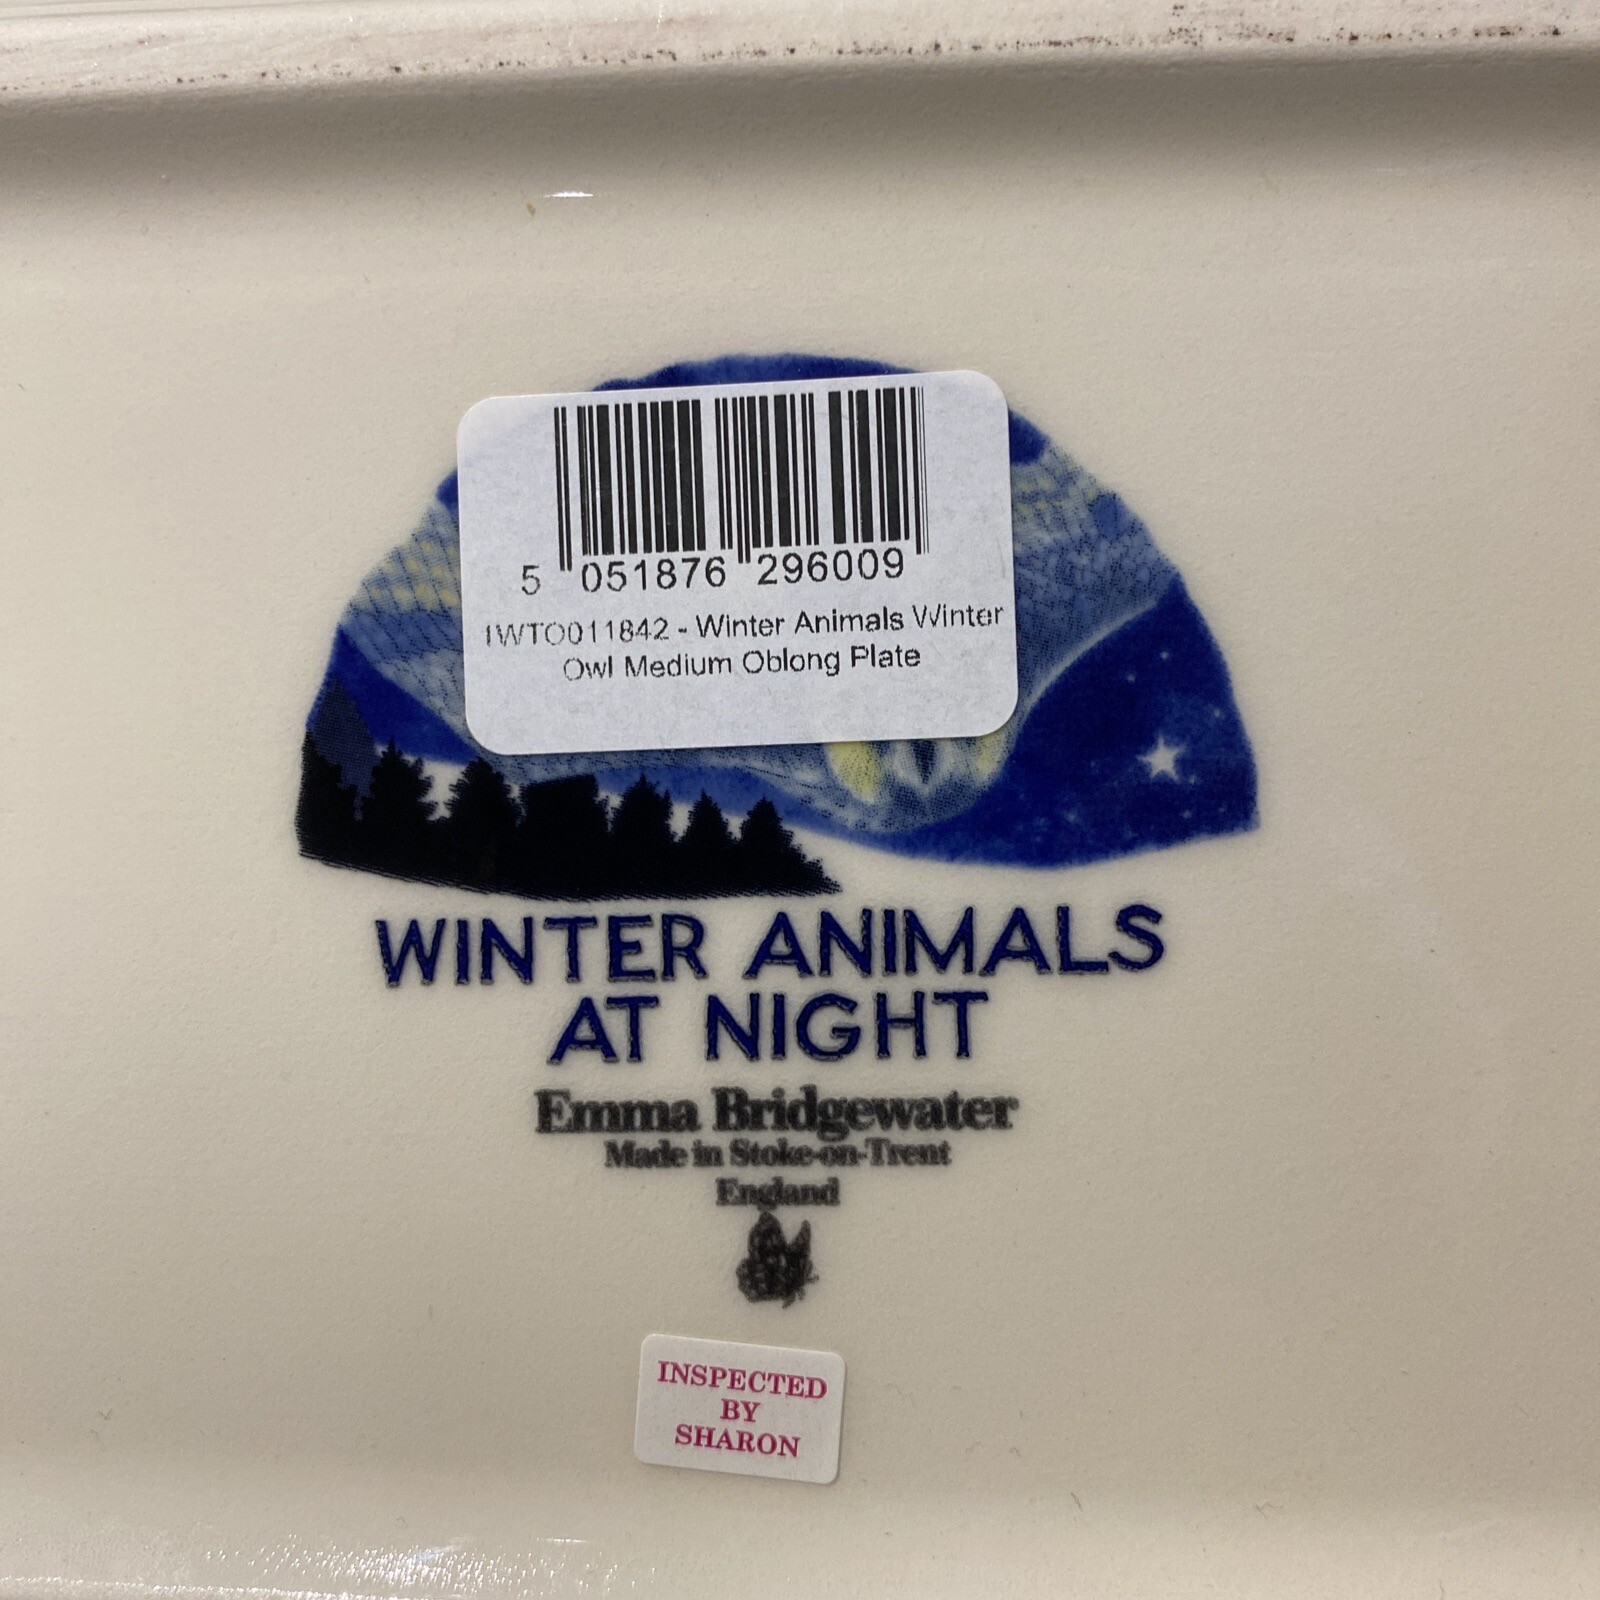 5 051876 296009
1WTO011842 - Winter Animals Winter
Owl Medium Oblong Plate
WINTER ANIMALS
AT NIGHT
Emma Bridgewater
Made in Stoke-on-Trent
England
INSPECTED
BY
SHARON